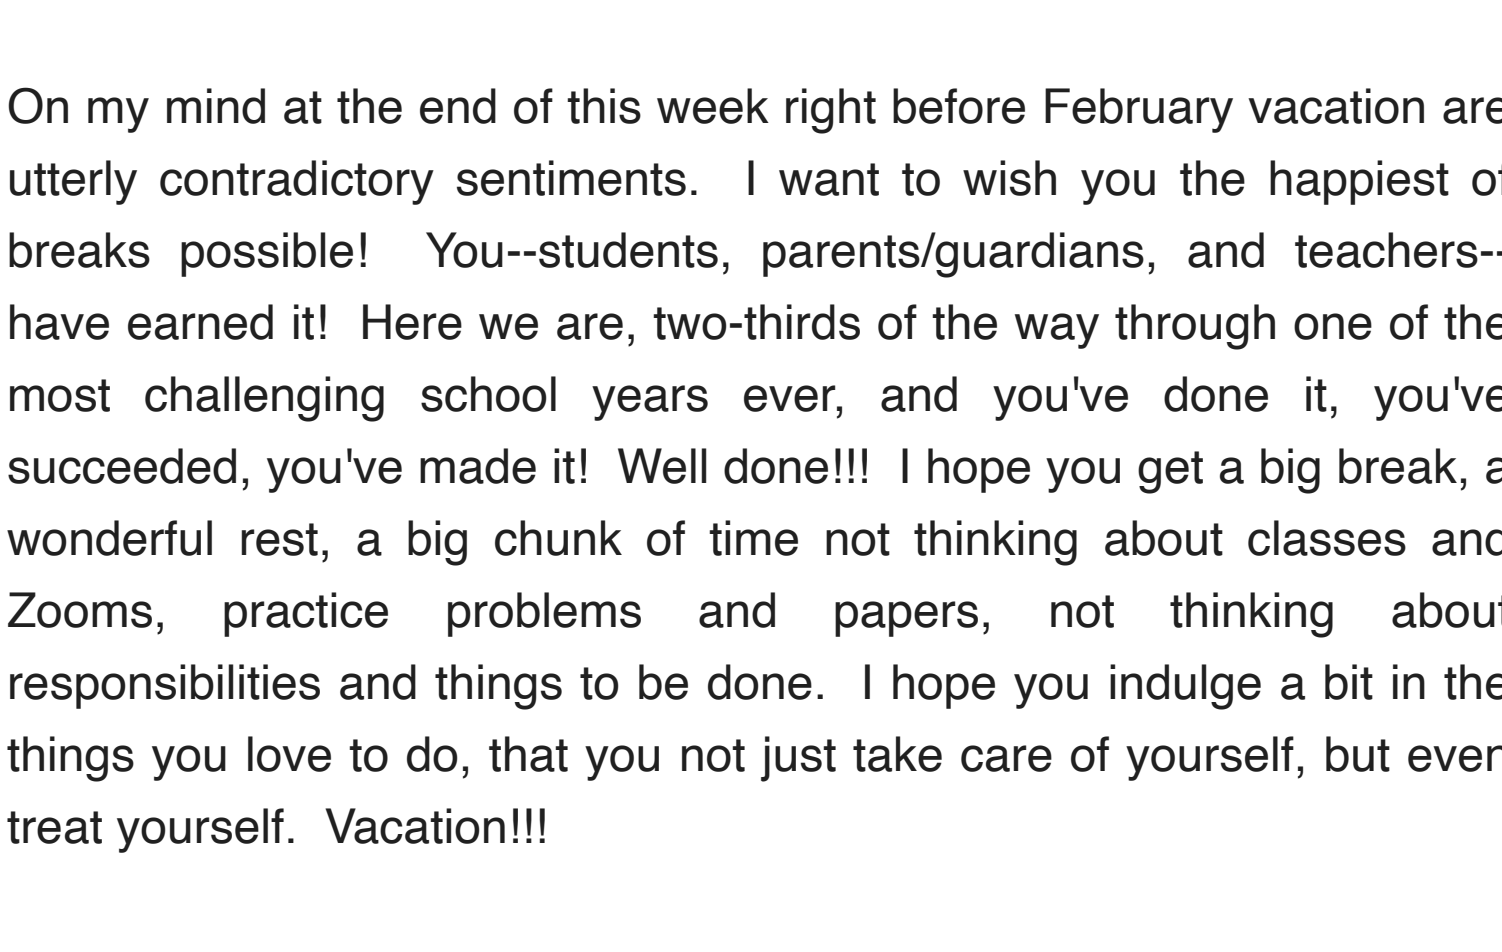 On my mind at the end of this week right before February vacation are
utterly contradictory sentiments.  I want to wish you the happiest of
breaks possible!  You--students, parents/guardians, and teachers--
have earned it!  Here we are, two-thirds of the way through one of the
most challenging school years ever, and you've done it, you've
succeeded, you've made it!  Well done!!!  I hope you get a big break, a
wonderful rest, a big chunk of time not thinking about classes and
Zooms, practice problems and papers, not thinking about
responsibilities and things to be done.  I hope you indulge a bit in the
things you love to do, that you not just take care of yourself, but even
treat yourself.  Vacation!!!